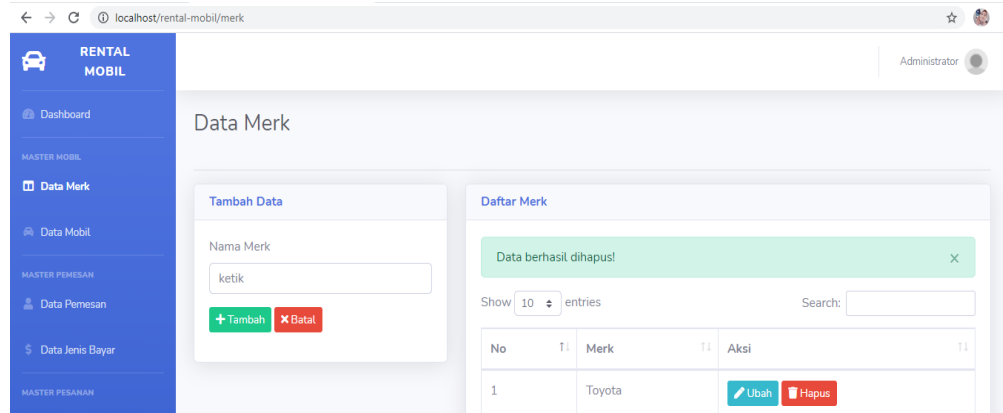 localhost/rental-mobil/merk
RENTAL
MOBIL
Administrator
Dashboard
Data Merk
MASTER MOBIL
Data Merk
Tambah Data
Daftar Merk
Data Mobil
Nama Merk
Data berhasil dihapus!
MASTER PEMESAN
ketik
Data Pemesan
Show 10 entries
Search:
Tambah
Batal
Data Jenis Bayar
No Merk Aksi
MASTER PESANAN
1 Toyota Ubah Hapus